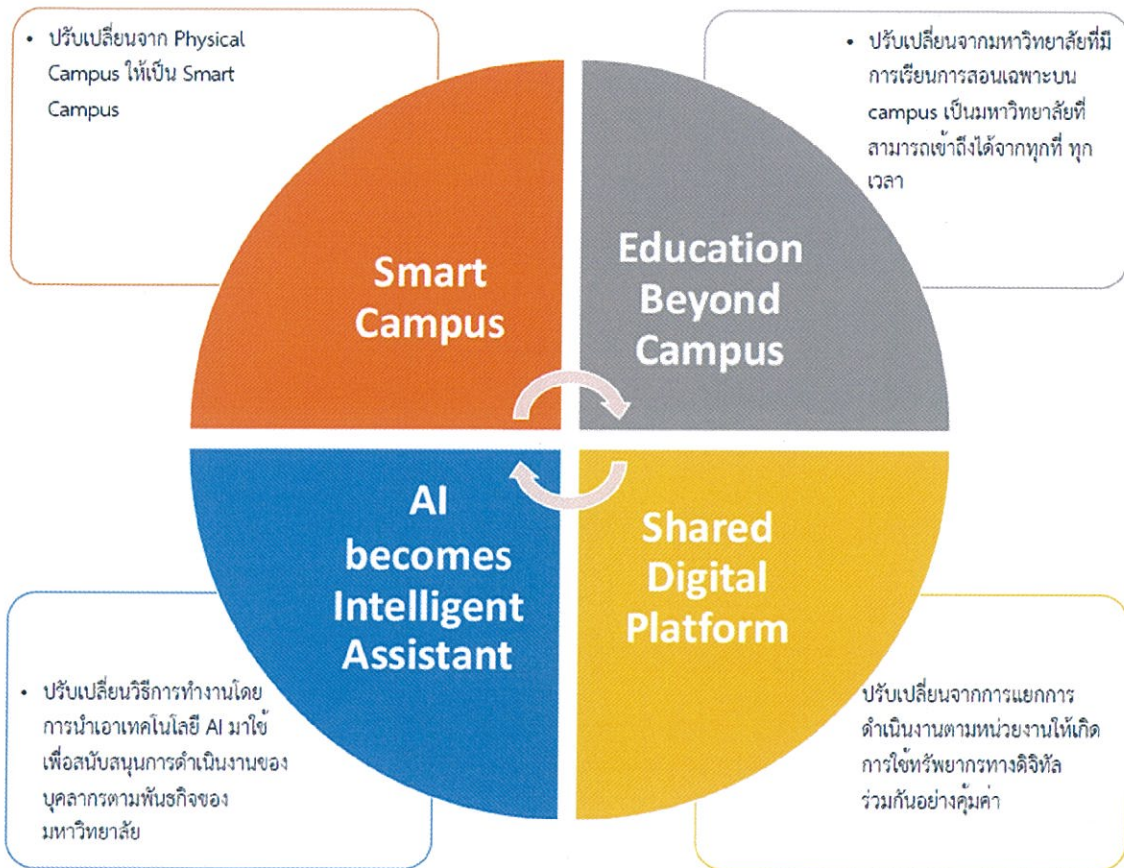 • ปรับเปลี่ยนจาก Physical
Campus ให้เป็น Smart
Campus
• ปรับเปลี่ยนจากมหาวิทยาลัยที่มี
การเรียนการสอนเฉพาะบน
campus เป็นมหาวิทยาลัยที่
สามารถเข้าถึงได้จากทุกที่ ทุก
เวลา
Smart
Campus
Education
Beyond
Campus
AI
becomes
Intelligent
Assistant
Shared
Digital
Platform
• ปรับเปลี่ยนวิธีการทำงานโดย
การนำเอาเทคโนโลยี AI มาใช้
เพื่อสนับสนุนการดำเนินงานของ
บุคลากรตามพันธกิจของ
มหาวิทยาลัย
ปรับเปลี่ยนจากการแยกการ
ดำเนินงานตามหน่วยงานให้เกิด
การใช้ทรัพยากรทางดิจิทัล
ร่วมกันอย่างคุ้มค่า